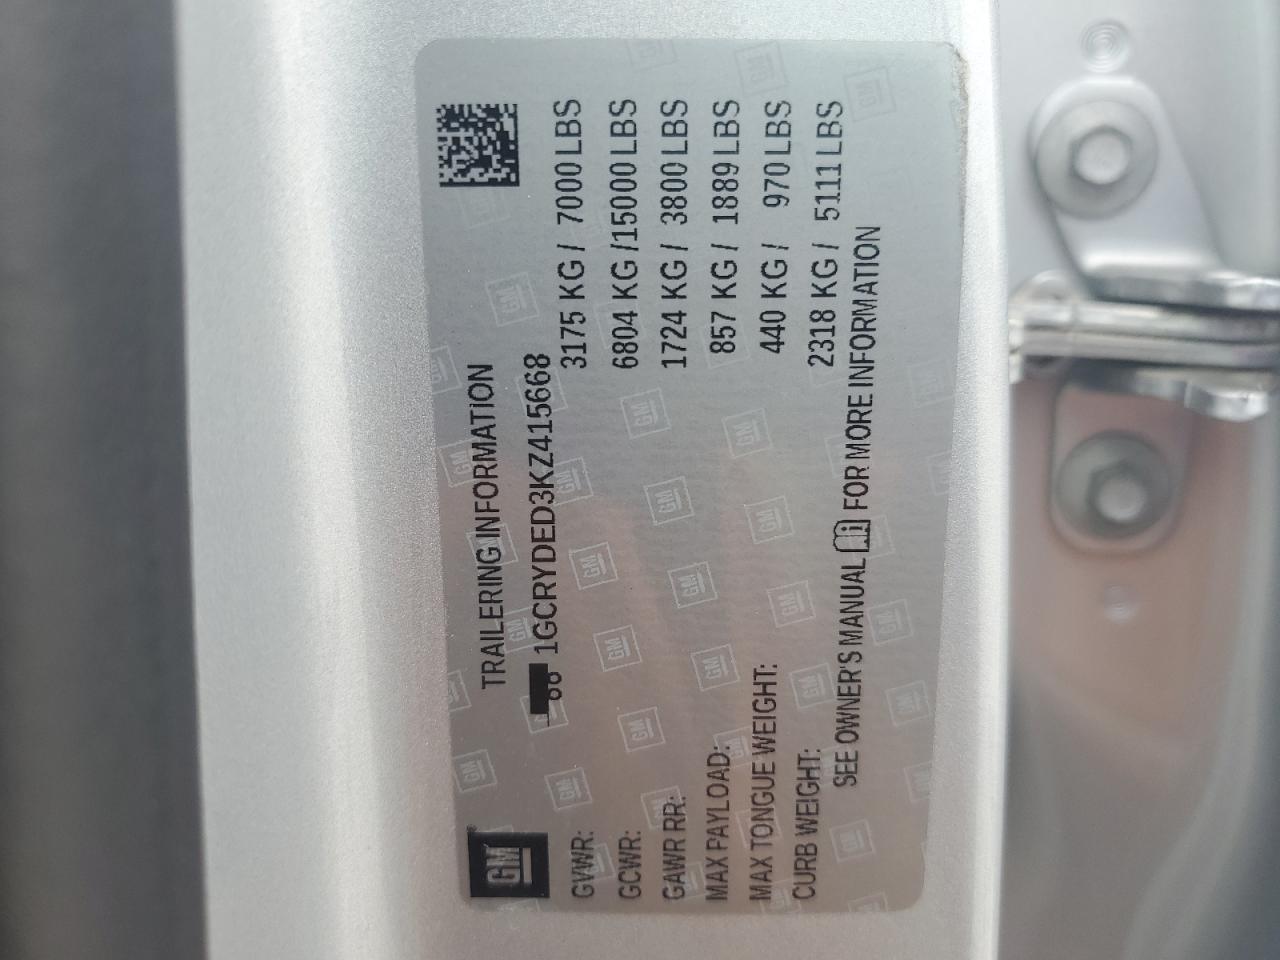 GM
TRAILERING INFORMATION
1GCRYDED3KZ415668
GVWR: 3175 KG / 7000 LBS
GCWR: 6804 KG /15000 LBS
GAWR RR: 1724 KG / 3800 LBS
MAX PAYLOAD: 857 KG / 1889 LBS
MAX TONGUE WEIGHT: 440 KG / 970 LBS
CURB WEIGHT: 2318 KG / 5111 LBS
SEE OWNER'S MANUAL FOR MORE INFORMATION